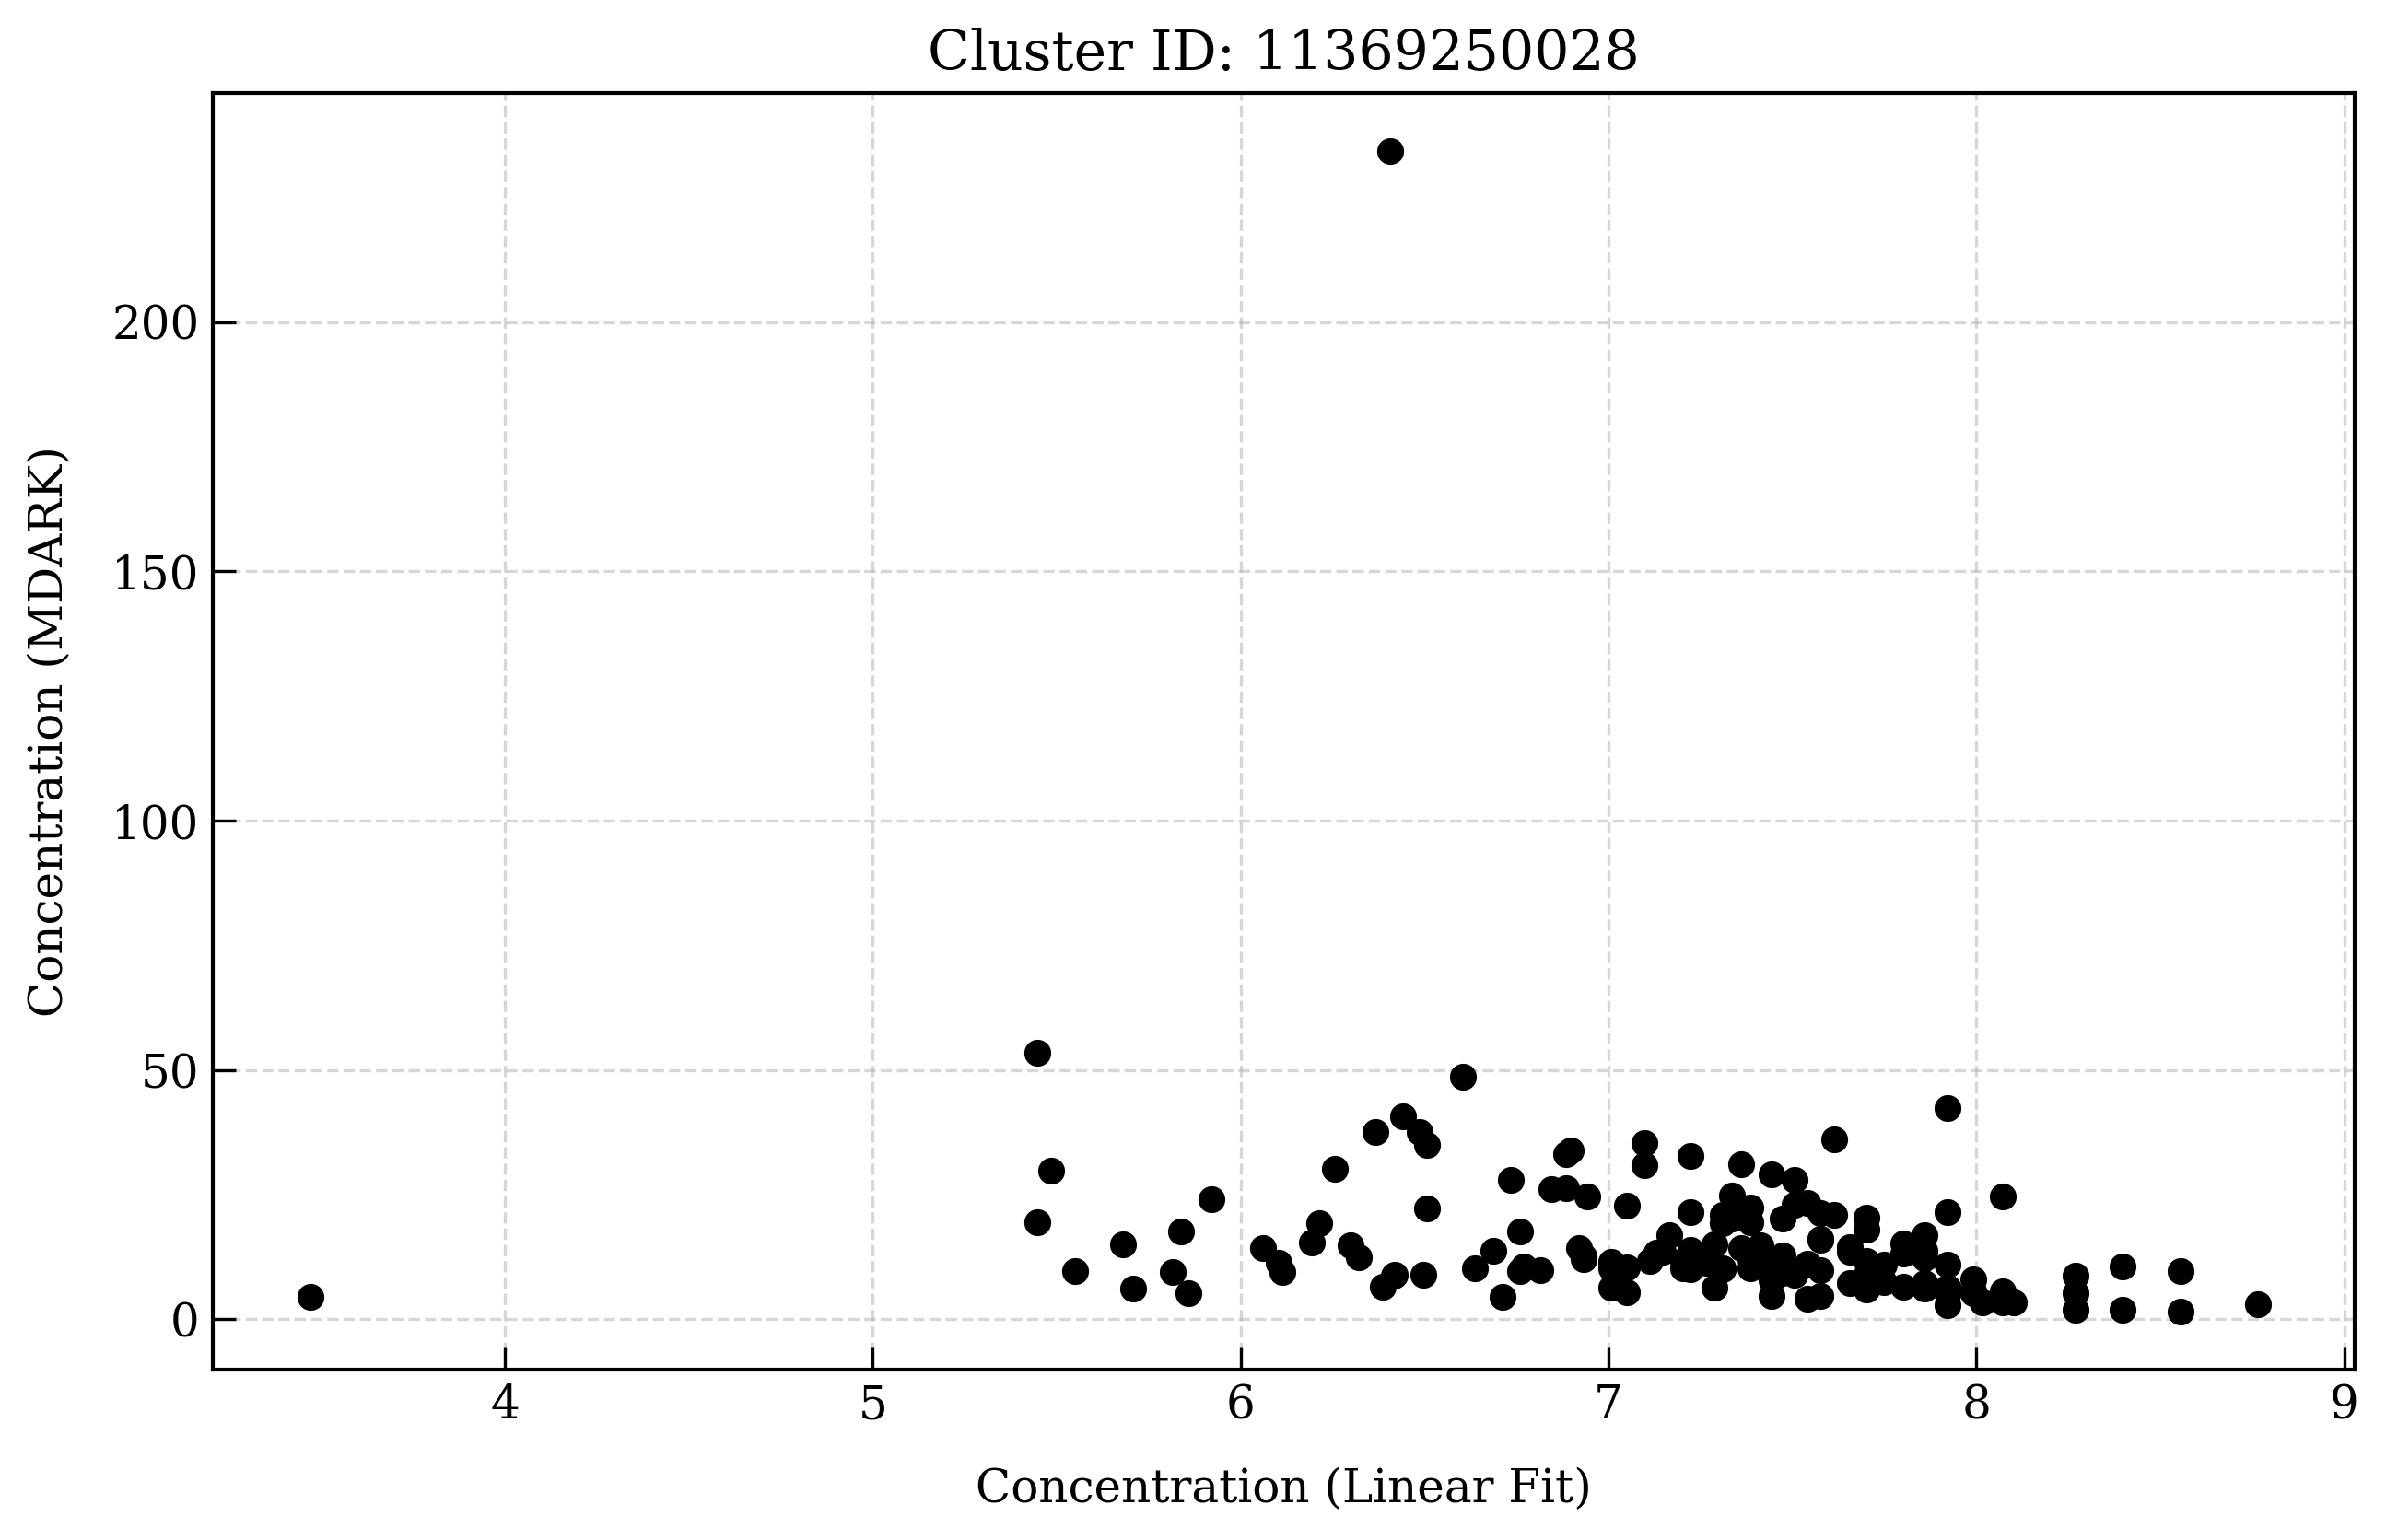 Cluster ID: 11369250028
Concentration (MDARK)
200
150
100
50
0
4 5 6 7 8 9
Concentration (Linear Fit)